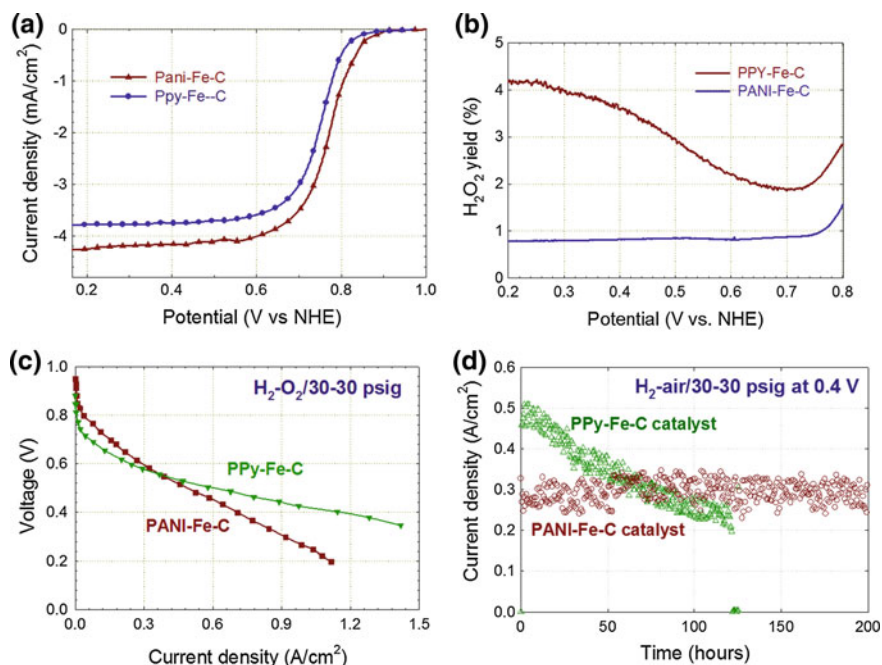 (a)
0
-1
-2
-3
-4
Current density (mA/cm²)
Pani-Fe-C
Ppy-Fe--C
0.2 0.4 0.6 0.8 1.0
Potential (V vs NHE)
(b)
5
4
3
2
1
0
H₂O₂ yield (%)
PPY-Fe-C
PANI-Fe-C
0.2 0.3 0.4 0.5 0.6 0.7 0.8
Potential (V vs. NHE)
(c)
1.0
0.8
0.6
0.4
0.2
0.0
Voltage (V)
H₂-O₂/30-30 psig
PPy-Fe-C
PANI-Fe-C
0.0 0.3 0.6 0.9 1.2 1.5
Current density (A/cm²)
(d)
0.6
0.5
0.4
0.3
0.2
0.1
0.0
Current density (A/cm²)
H₂-air/30-30 psig at 0.4 V
PPy-Fe-C catalyst
PANI-Fe-C catalyst
0 50 100 150 200
Time (hours)